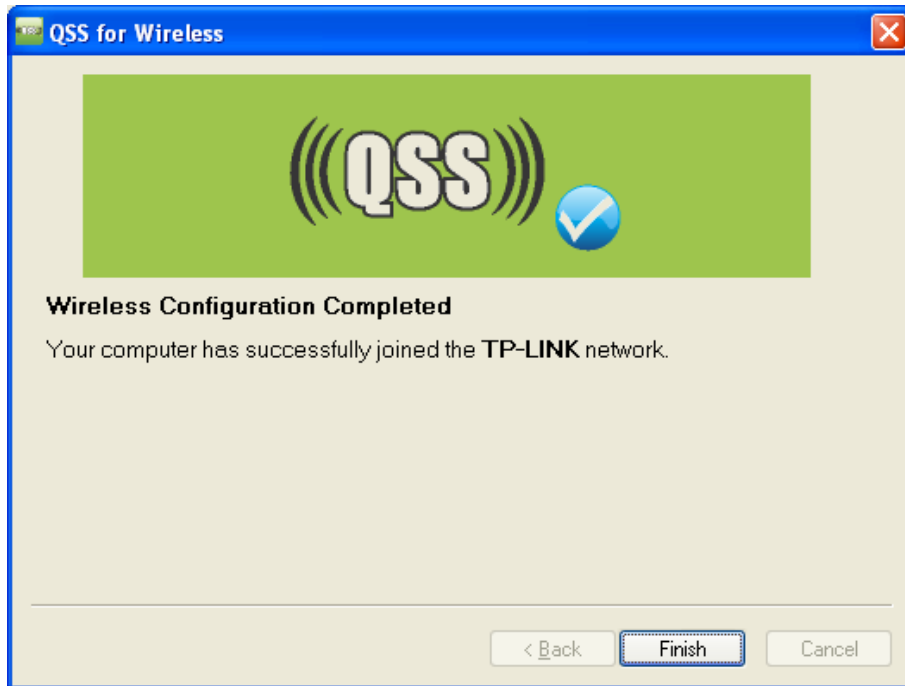 QSS for Wireless
(((QSS)))
Wireless Configuration Completed
Your computer has successfully joined the TP-LINK network.
< Back Finish Cancel